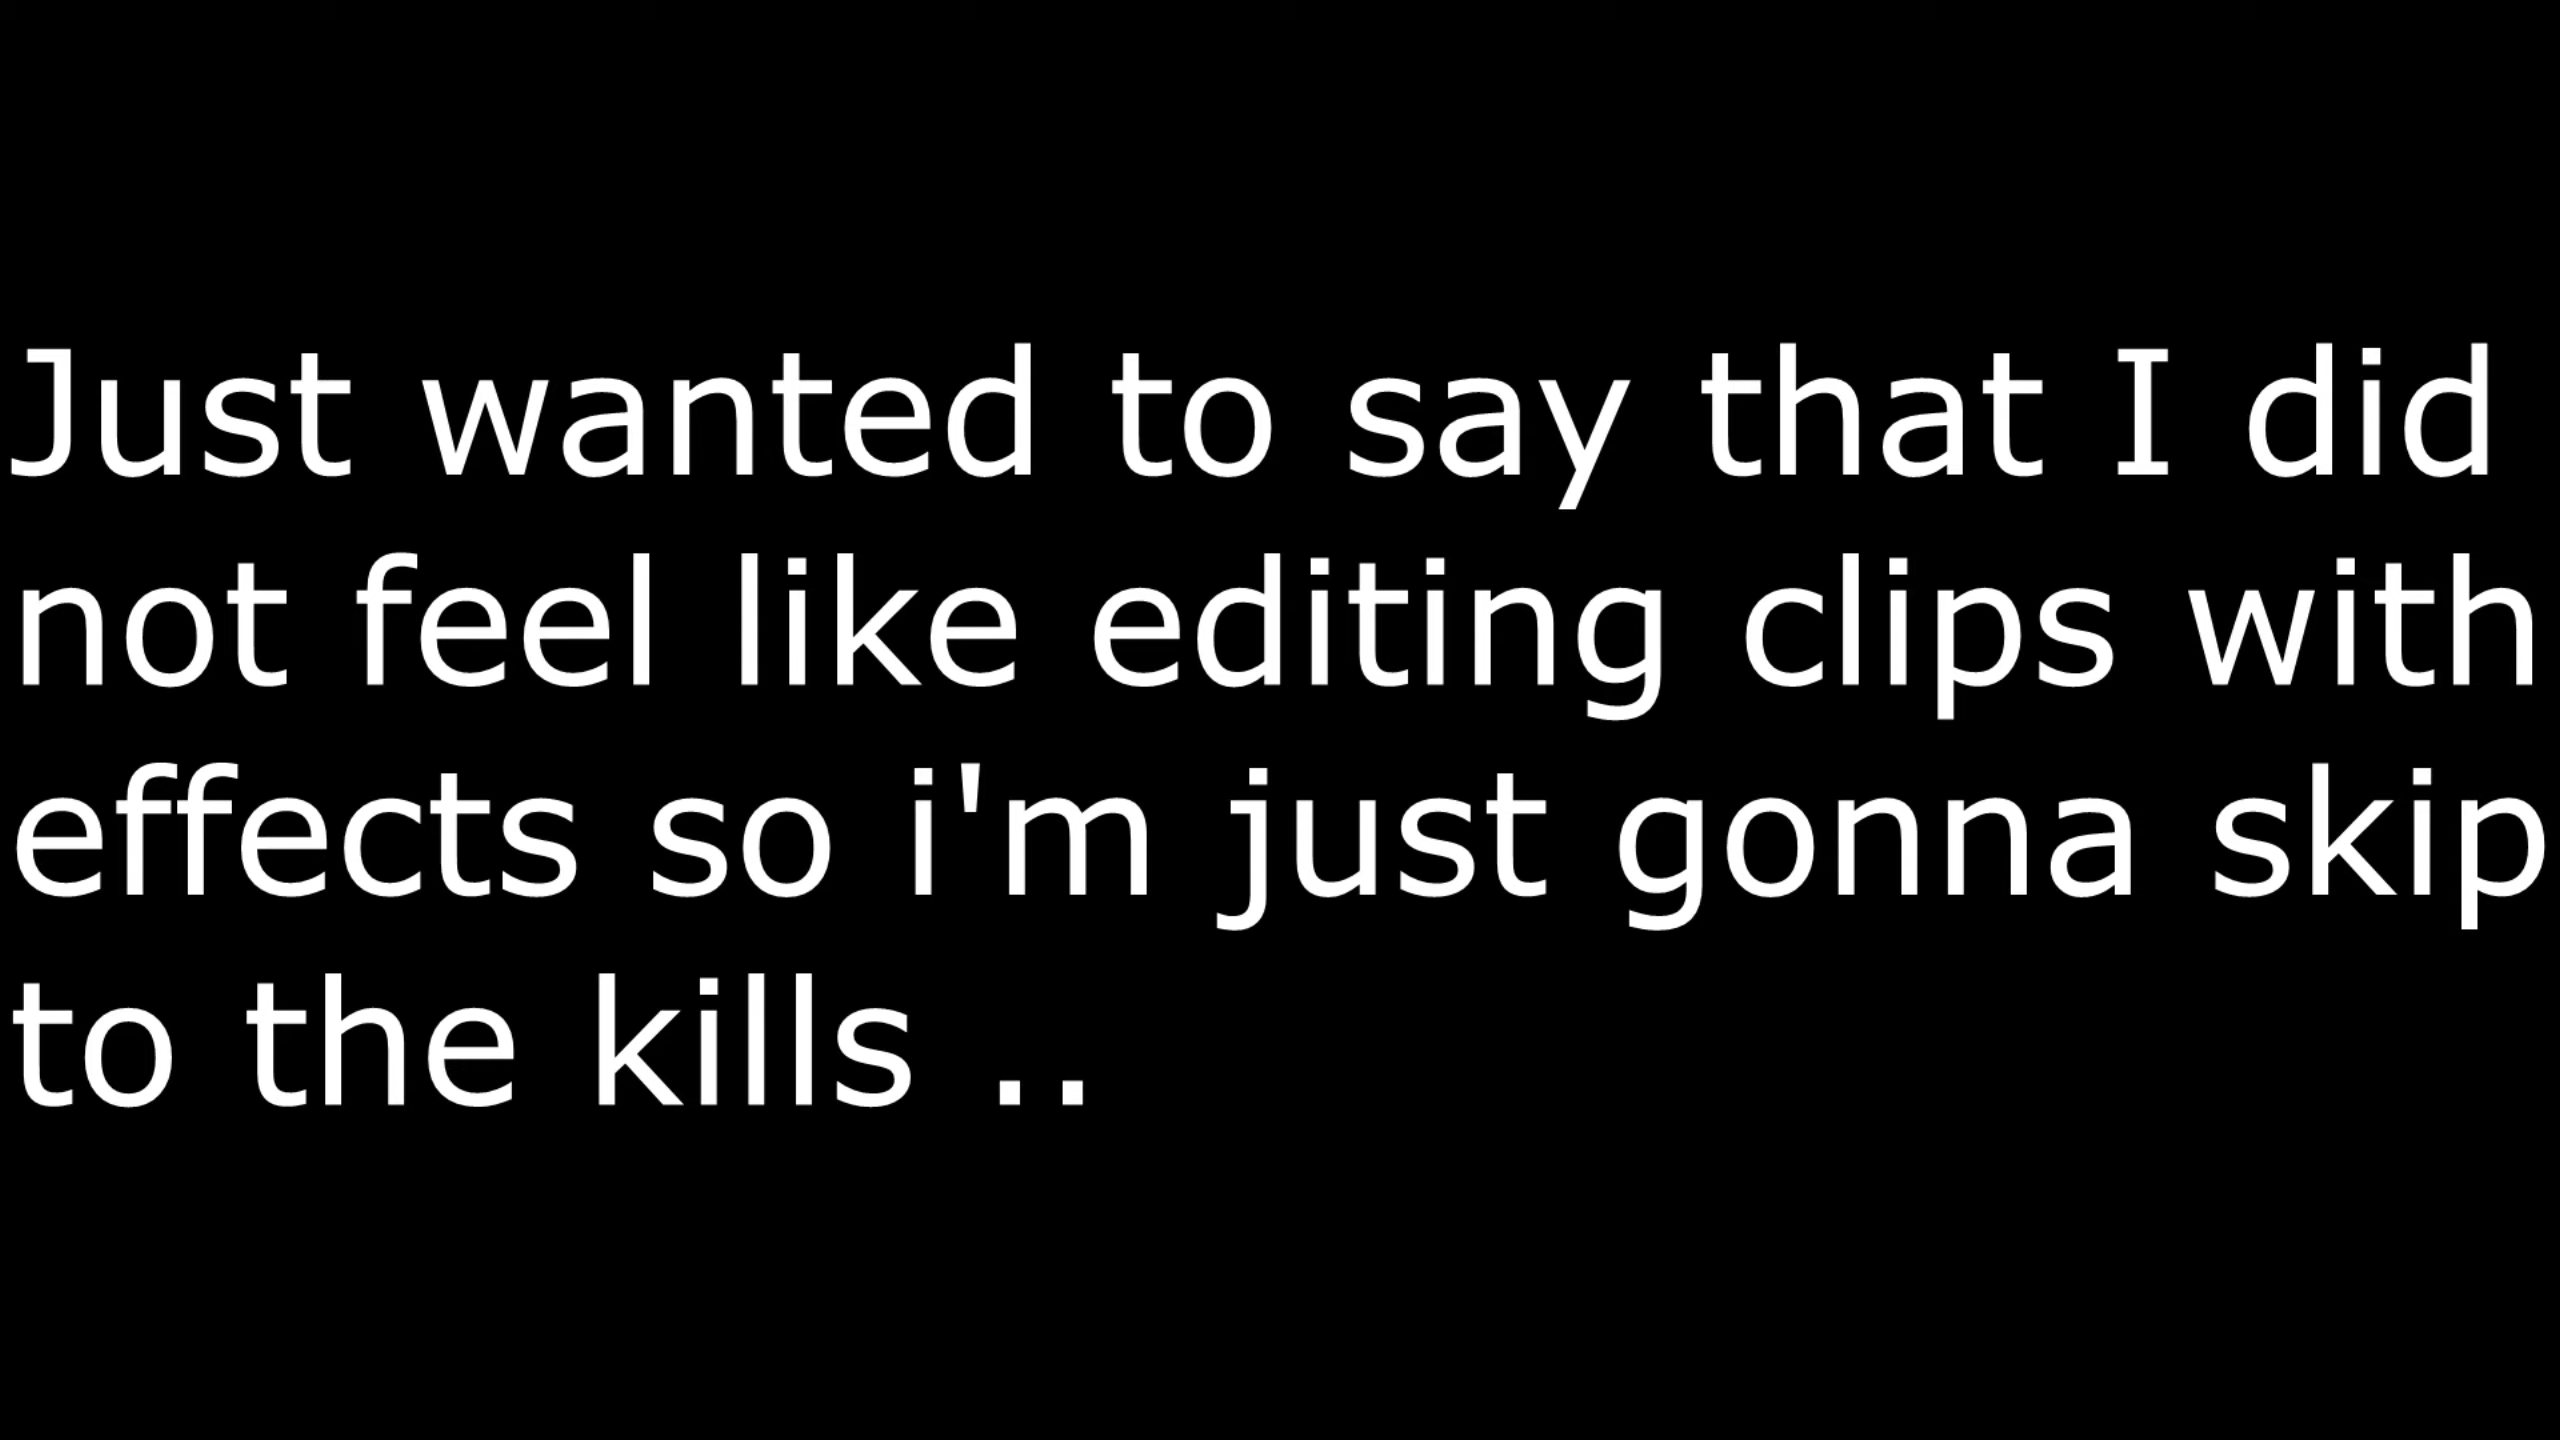 Just wanted to say that I did
not feel like editing clips with
effects so i'm just gonna skip
to the kills ..